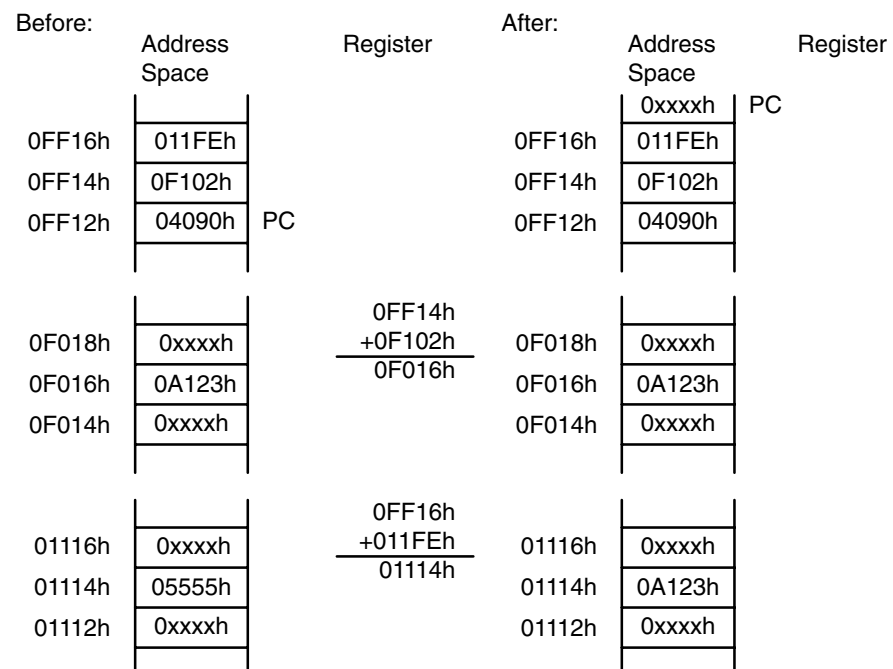 Before: After:
Address Register Address Register
Space Space
0xxxxh PC
0FF16h 011FEh 0FF16h 011FEh
0FF14h 0F102h 0FF14h 0F102h
0FF12h 04090h PC 0FF12h 04090h
0FF14h
0F018h 0xxxxh +0F102h 0F018h 0xxxxh
0F016h 0A123h 0F016h 0F016h 0A123h
0F014h 0xxxxh 0F014h 0xxxxh
0FF16h
01116h 0xxxxh +011FEh 01116h 0xxxxh
01114h 05555h 01114h 01114h 0A123h
01112h 0xxxxh 01112h 0xxxxh